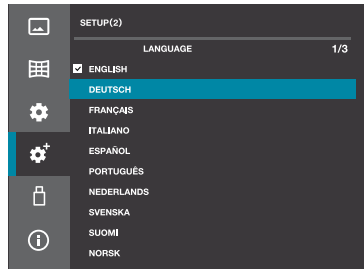 SETUP(2)
LANGUAGE 1/3
ENGLISH
DEUTSCH
FRANÇAIS
ITALIANO
ESPAÑOL
PORTUGUÊS
NEDERLANDS
SVENSKA
SUOMI
NORSK